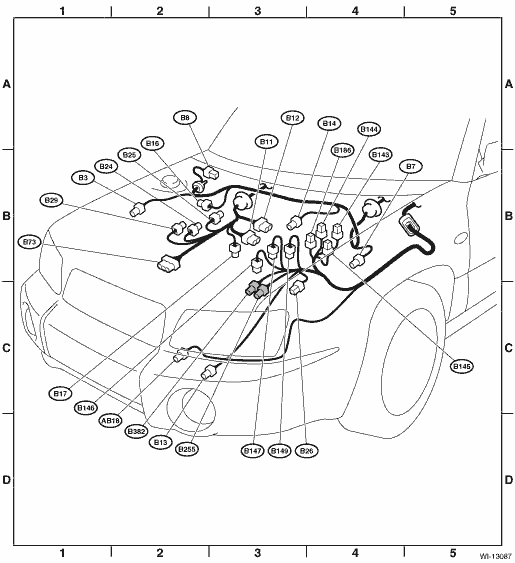 1 2 3 4 5
A A
B8
B12
B14
B144
B16
B11
B186
B143
B25
B7
B24
B3
B29
B B
B73
C C
B145
B17
B146
AB18
B382
B13
B255
B147
B149
B26
D D
1 2 3 4 5
WI-13087